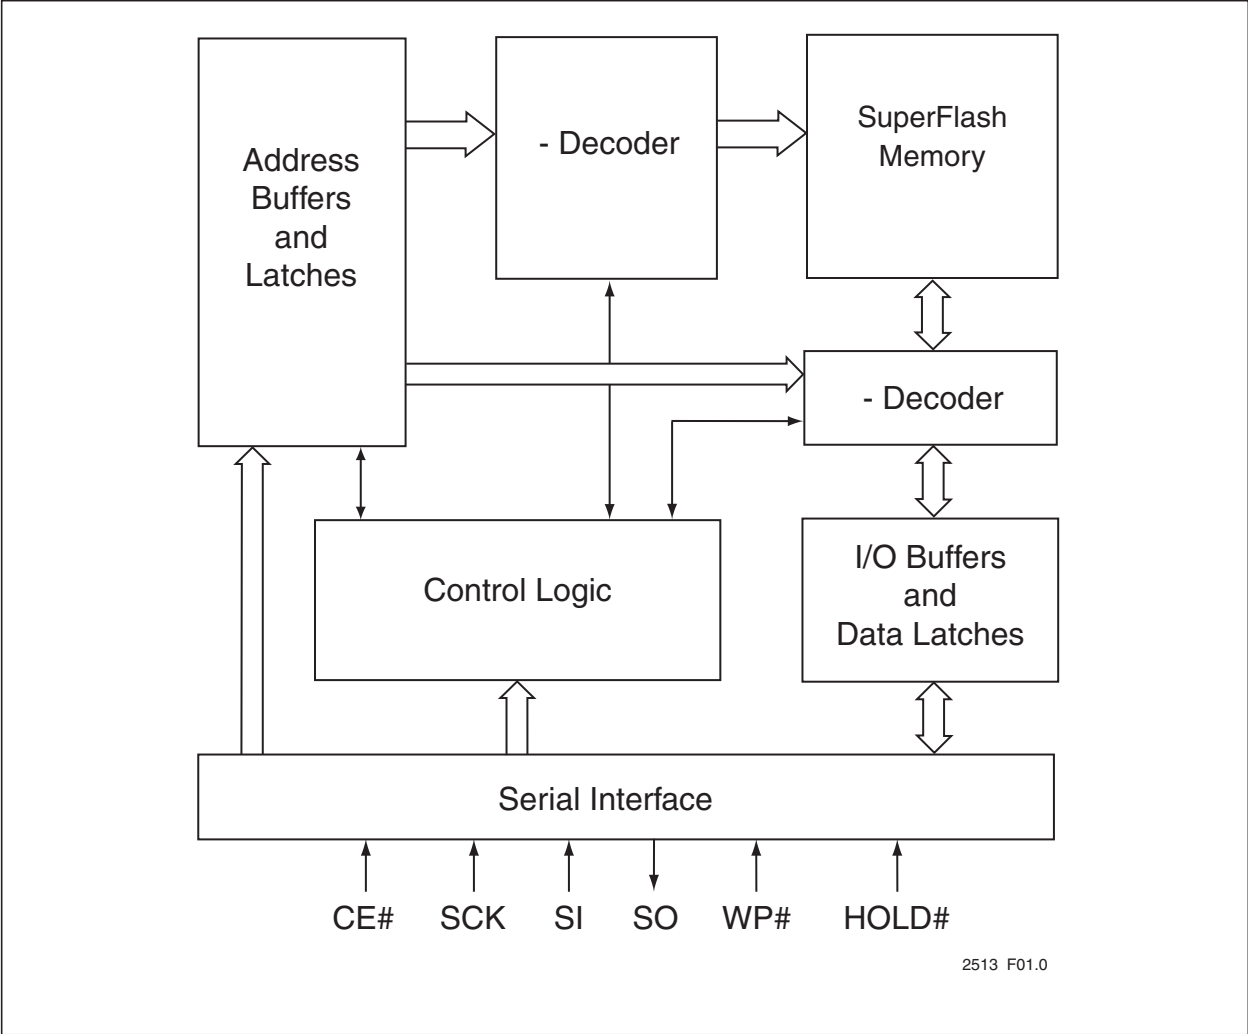 Address
Buffers
and
Latches
- Decoder
SuperFlash
Memory
- Decoder
Control Logic
I/O Buffers
and
Data Latches
Serial Interface
CE# SCK SI SO WP# HOLD#
2513 F01.0